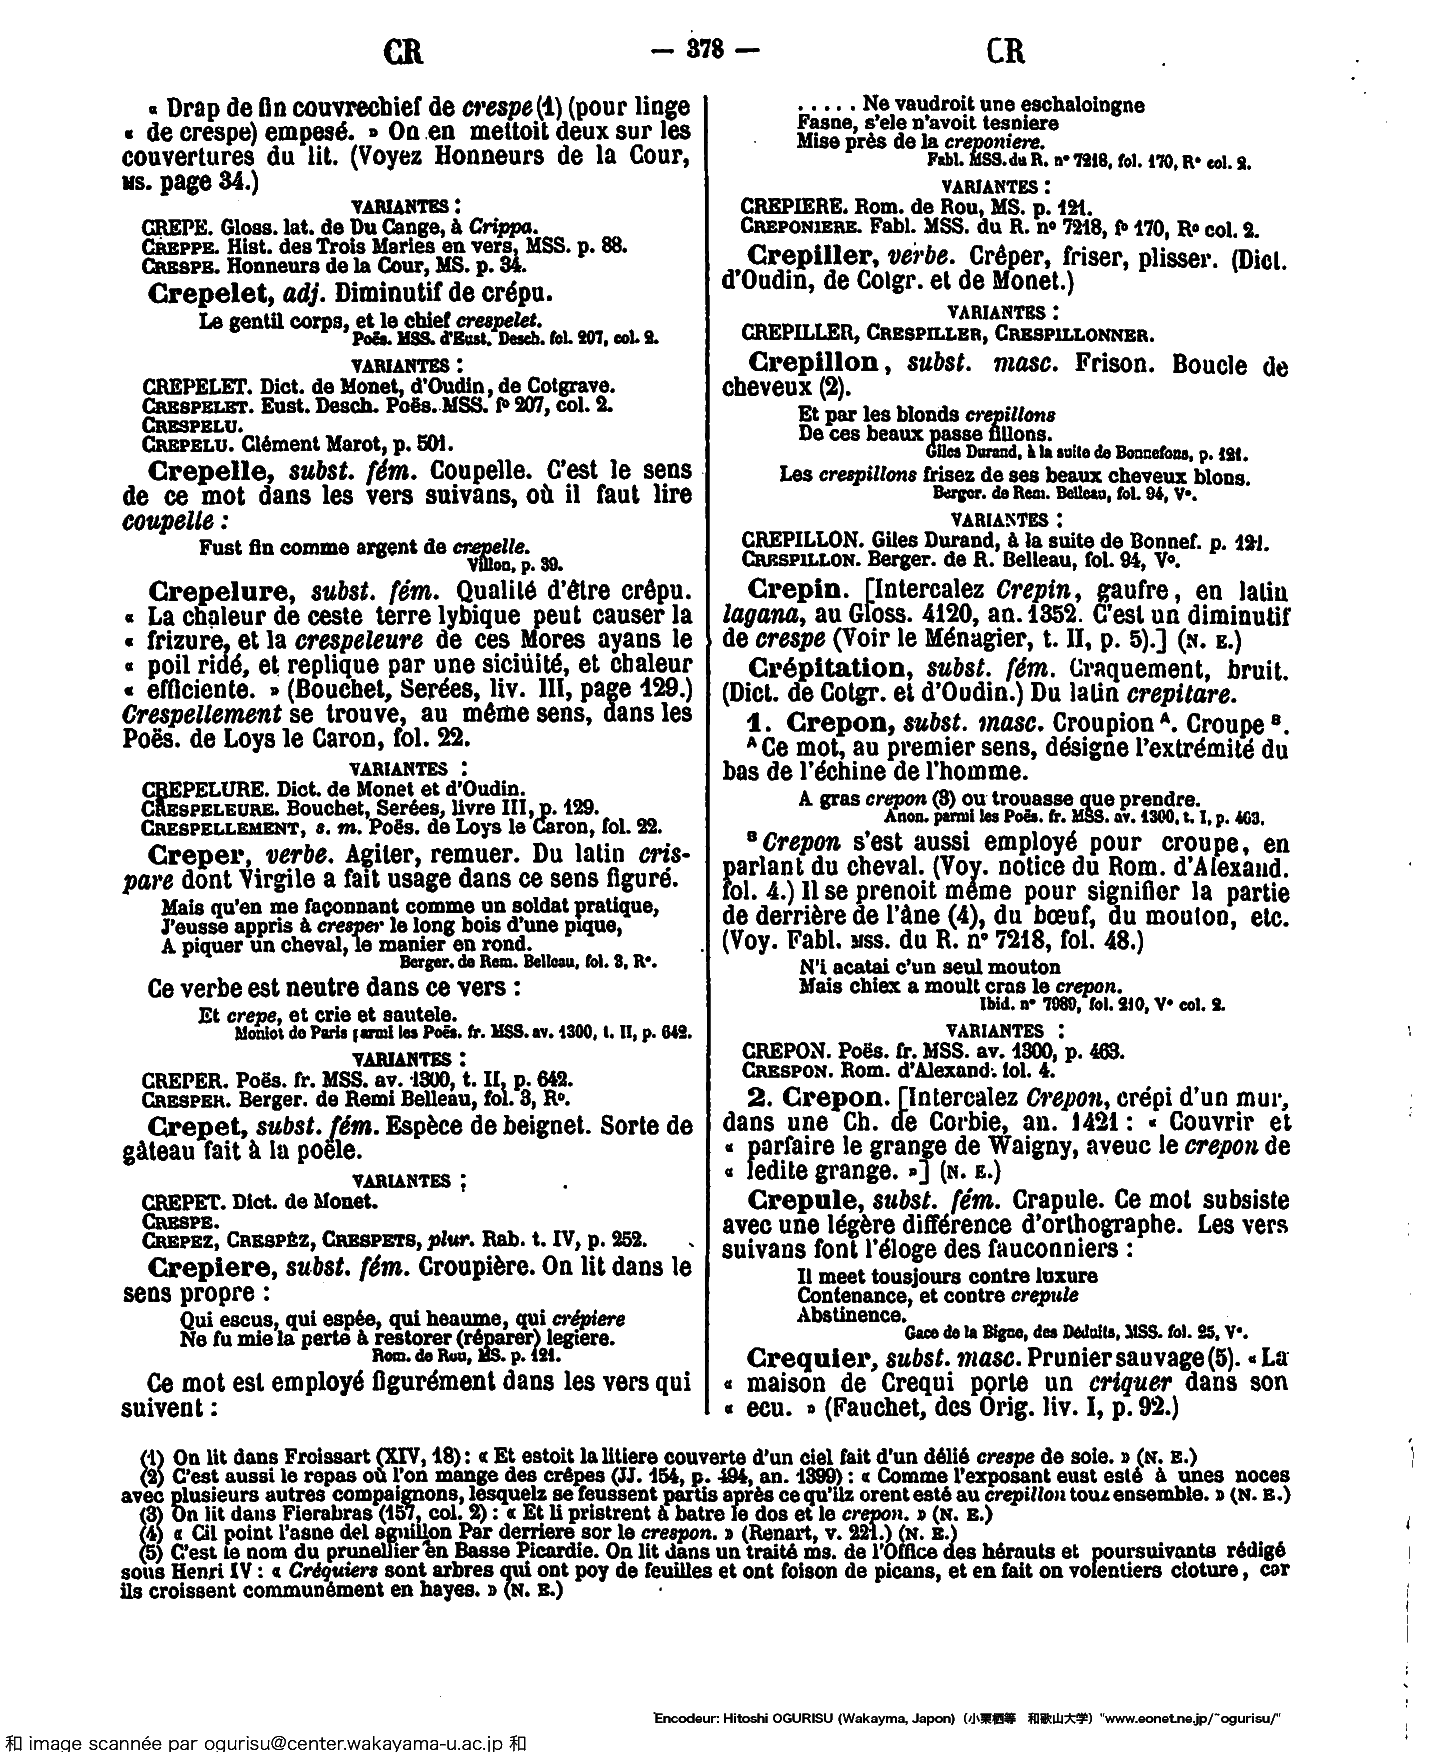 CR
— 378 —
CR
« Drap de fin couvrechief de crespe (1) (pour linge
« de crespe) empesé. » On en mettoit deux sur les
couvertures du lit. (Voyez Honneurs de la Cour,
MS. page 34.)
VARIANTES :
CREPE. Gloss. lat. de Du Cange, à Crippa.
CREPPE. Hist. des Trois Maries en vers, MSS. p. 88.
CRESPE. Honneurs de la Cour, MS. p. 34.
Crepelet, adj. Diminutif de crépu.
Le gentil corps, et le chief crespelet.
Poës. MSS. d'Eust. Desch. fol. 207, col. 2.
VARIANTES :
CREPELET. Dict. de Monet, d'Oudin, de Cotgrave.
CRESPELET. Eust. Desch. Poës. MSS. fº 207, col. 2.
CRESPELU.
CREPELU. Clément Marot, p. 501.
Crepelle, subst. fém. Coupelle. C'est le sens
de ce mot dans les vers suivans, où il faut lire
coupelle :
Fust fin comme argent de crepelle.
Villon, p. 39.
Crepelure, subst. fém. Qualité d'être crêpu.
« La chaleur de ceste terre lybique peut causer la
« frizure, et la crespeleure de ces Mores ayans le
« poil ridé, et replique par une siciüité, et chaleur
« efficiente. » (Bouchet, Serées, liv. III, page 129.)
Crespellement se trouve, au même sens, dans les
Poës. de Loys le Caron, fol. 22.
VARIANTES :
CREPELURE. Dict. de Monet et d'Oudin.
CRESPELEURE. Bouchet, Serées, livre III, p. 129.
CRESPELLEMENT, s. m. Poës. de Loys le Caron, fol. 22.
Creper, verbe. Agiter, remuer. Du latin cris-
pare dont Virgile a fait usage dans ce sens figuré.
Mais qu'en me façonnant comme un soldat pratique,
J'eusse appris à cresper le long bois d'une pique,
A piquer un cheval, le manier en rond.
Berger. de Rem. Belleau, fol. 3, Rº.
Ce verbe est neutre dans ce vers :
Et crepe, et crie et sautele.
Moniot de Paris parmi les Poës. fr. MSS. av. 1300, t. II, p. 642.
VARIANTES :
CREPER. Poës. fr. MSS. av. 1300, t. II, p. 642.
CRESPER. Berger. de Remi Belleau, fol. 3, Rº.
Crepet, subst. fém. Espèce de beignet. Sorte de
gâteau fait à la poêle.
VARIANTES :
CREPET. Dict. de Monet.
CRESPE.
CREPEZ, CRESPÈZ, CRESPETS, plur. Rab. t. IV, p. 252.
Crepiere, subst. fém. Croupière. On lit dans le
sens propre :
Qui escus, qui espée, qui heaume, qui crépiere
Ne fu mie la perte à restorer (réparer) legiere.
Rom. de Rou, MS. p. 121.
Ce mot est employé figurément dans les vers qui
suivent :
..... Ne vaudroit une eschaloingne
Fasne, s'ele n'avoit tesniere
Mise près de la creponiere.
Fabl. MSS. du R. nº 7218, fol. 170, Rº col. 2.
VARIANTES :
CREPIERE. Rom. de Rou, MS. p. 121.
CREPONIERE. Fabl. MSS. du R. nº 7218, fº 170, Rº col. 2.
Crepiller, verbe. Crêper, friser, plisser. (Dict.
d'Oudin, de Cotgr. et de Monet.)
VARIANTES :
CREPILLER, CRESPILLER, CRESPILLONNER.
Crepillon, subst. masc. Frison. Boucle de
cheveux (2).
Et par les blonds crepillons
De ces beaux passe fillons.
Giles Durand, à la suite de Bonnefons, p. 121.
Les crespillons frisez de ses beaux cheveux blons.
Berger. de Rem. Belleau, fol. 94, Vº.
VARIANTES :
CREPILLON. Giles Durand, à la suite de Bonnef. p. 121.
CRESPILLON. Berger. de R. Belleau, fol. 94, Vº.
Crepin. [Intercalez Crepin, gaufre, en latin
lagana, au Gloss. 4120, an. 1352. C'est un diminutif
de crespe (Voir le Ménagier, t. II, p. 5).] (N. E.)
Crépitation, subst. fém. Craquement, bruit.
(Dict. de Cotgr. et d'Oudin.) Du latin crepitare.
1. Crepon, subst. masc. Croupion ᴬ. Croupe ᴮ.
ᴬ Ce mot, au premier sens, désigne l'extrémité du
bas de l'échine de l'homme.
A gras crepon (3) ou trouasse que prendre.
Anon. parmi les Poës. fr. MSS. av. 1300, t. I, p. 463.
ᴮ Crepon s'est aussi employé pour croupe, en
parlant du cheval. (Voy. notice du Rom. d'Alexand.
fol. 4.) Il se prenoit même pour signifier la partie
de derrière de l'âne (4), du bœuf, du mouton, etc.
(Voy. Fabl. MSS. du R. nº 7218, fol. 48.)
N'i acatai c'un seul mouton
Mais chiex a moult cras le crepon.
Ibid. nº 7989, fol. 210, Vº col. 2.
VARIANTES :
CREPON. Poës. fr. MSS. av. 1300, p. 463.
CRESPON. Rom. d'Alexand. fol. 4.
2. Crepon. [Intercalez Crepon, crépi d'un mur,
dans une Ch. de Corbie, an. 1421 : « Couvrir et
« parfaire le grange de Waigny, aveuc le crepon de
« ledite grange. »] (N. E.)
Crepule, subst. fém. Crapule. Ce mot subsiste
avec une légère différence d'orthographe. Les vers
suivans font l'éloge des fauconniers :
Il meet tousjours contre luxure
Contenance, et contre crepule
Abstinence.
Gace de la Bigne, des Déduits, MSS. fol. 25, Vº.
Crequier, subst. masc. Prunier sauvage (5). « La
« maison de Crequi porte un criquer dans son
« ecu. » (Fauchet, des Orig. liv. I, p. 92.)
(1) On lit dans Froissart (XIV, 18) : « Et estoit la litiere couverte d'un ciel fait d'un délié crespe de soie. » (N. E.)
(2) C'est aussi le repas où l'on mange des crêpes (JJ. 154, p. 494, an. 1399) : « Comme l'exposant eust esté à unes noces
avec plusieurs autres compaignons, lesquelz se feussent partis après ce qu'ilz orent esté au crepillon touz ensemble. » (N. E.)
(3) On lit dans Fierabras (157, col. 2) : « Et li pristrent à batre le dos et le crepon. » (N. E.)
(4) « Cil point l'asne del aguillon Par derriere sor le crespon. » (Renart, v. 221.) (N. E.)
(5) C'est le nom du prunellier en Basse Picardie. On lit dans un traité ms. de l'Office des hérauts et poursuivants rédigé
sous Henri IV : « Créquiers sont arbres qui ont poy de feuilles et ont foison de picans, et en fait on volentiers cloture, car
ils croissent communément en hayes. » (N. E.)
Encodeur: Hitoshi OGURISU (Wakayma, Japon) (小栗栖等 和歌山大学) "www.eonet.ne.jp/~ogurisu/"
和 image scannée par ogurisu@center.wakayama-u.ac.jp 和